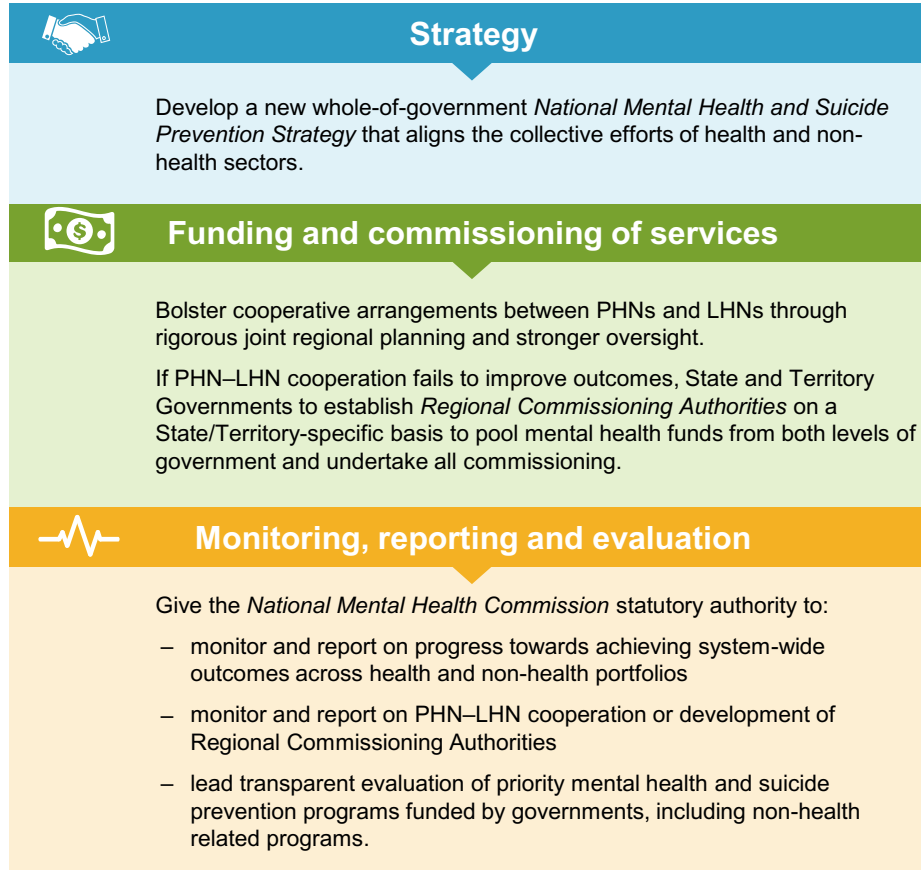 Strategy
Develop a new whole-of-government National Mental Health and Suicide
Prevention Strategy that aligns the collective efforts of health and non-
health sectors.
Funding and commissioning of services
Bolster cooperative arrangements between PHNs and LHNs through
rigorous joint regional planning and stronger oversight.
If PHN–LHN cooperation fails to improve outcomes, State and Territory
Governments to establish Regional Commissioning Authorities on a
State/Territory-specific basis to pool mental health funds from both levels of
government and undertake all commissioning.
Monitoring, reporting and evaluation
Give the National Mental Health Commission statutory authority to:
– monitor and report on progress towards achieving system-wide
outcomes across health and non-health portfolios
– monitor and report on PHN–LHN cooperation or development of
Regional Commissioning Authorities
– lead transparent evaluation of priority mental health and suicide
prevention programs funded by governments, including non-health
related programs.